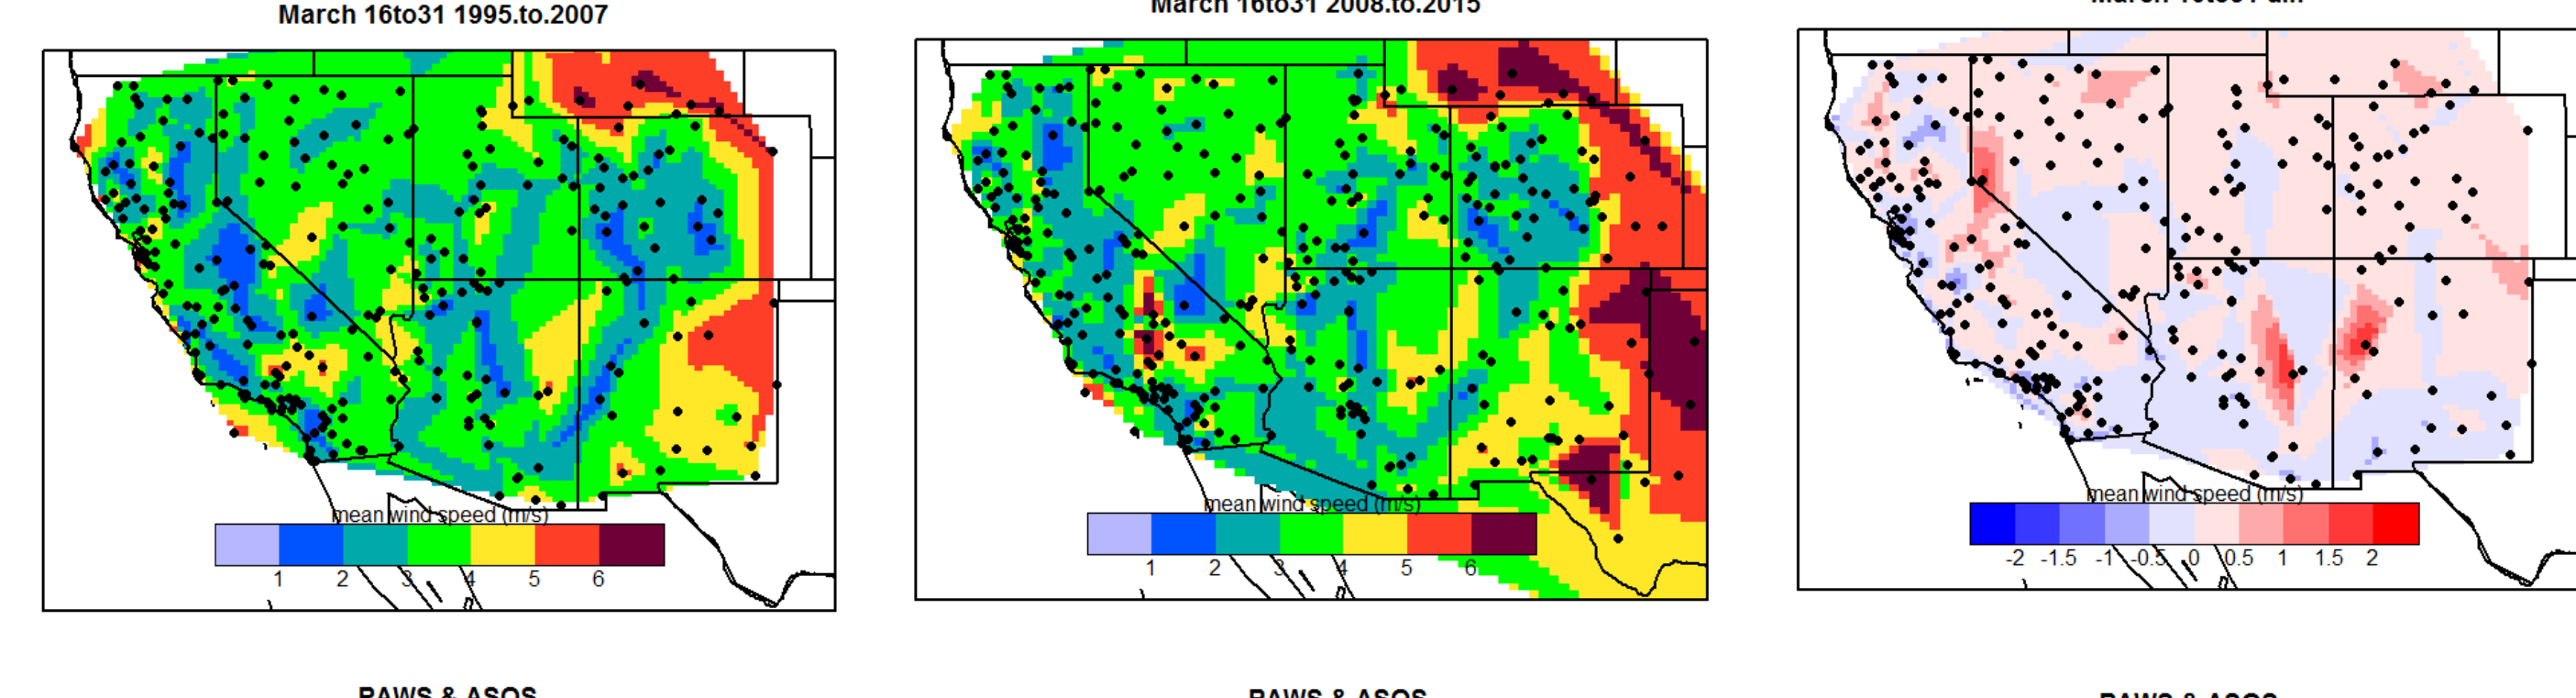 March 16to31 1995.to.2007
March 16to31 2008.to.2015
mean wind speed (m/s)
1 2 3 4 5 6
mean wind speed (m/s)
1 2 3 4 5 6
mean wind speed (m/s)
-2 -1.5 -1 -0.5 0 0.5 1 1.5 2
RAWS & ASOS
RAWS & ASOS
RAWS & ASOS